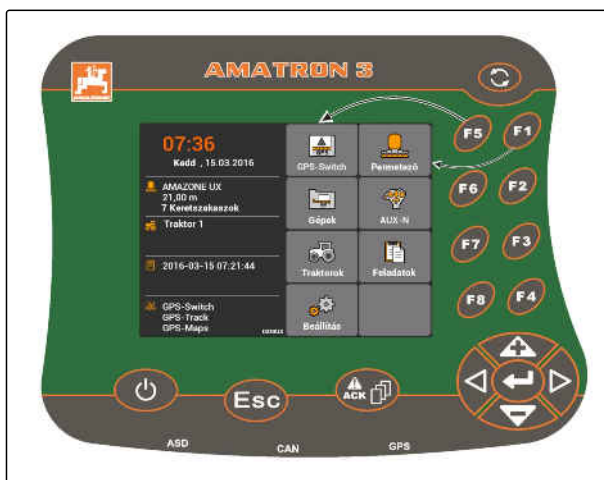 AMATRON 3
07:36
Kedd , 15.03.2016
AMAZONE UX
21,00 m
7 Keretszakaszok
Traktor 1
2016-03-15 07:21:44
GPS-Switch
GPS-Track
GPS-Maps
GPS-Switch
Permetező
Gépek
AUX-N
Traktorok
Feladatok
Beállítás
F5
F1
F6
F2
F7
F3
F8
F4
Esc
ACK
ASD
CAN
GPS